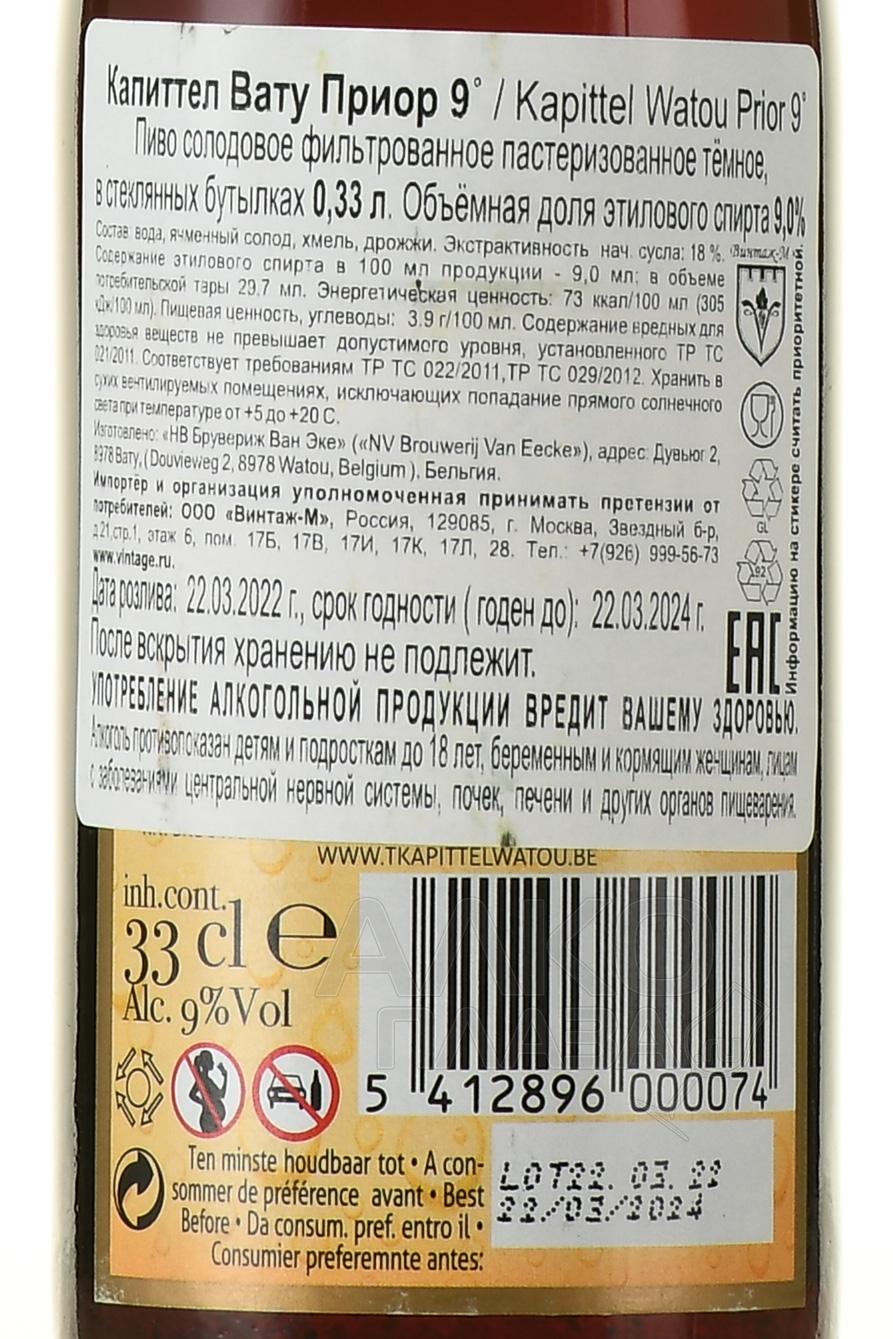 Капиттел Вату Приор 9° / Kapittel Watou Prior 9°
Пиво солодовое фильтрованное пастеризованное тёмное,
в стеклянных бутылках 0,33 л. Объёмная доля этилового спирта 9,0%
Состав: вода, ячменный солод, хмель, дрожжи. Экстрактивность нач. сусла: 18 %.
Содержание этилового спирта в 100 мл продукции - 9,0 мл; в объеме
потребительской тары 29,7 мл. Энергетическая ценность: 73 ккал/100 мл (305
кДж/100 мл). Пищевая ценность, углеводы: 3.9 г/100 мл. Содержание вредных для
здоровья веществ не превышает допустимого уровня, установленного ТР ТС
021/2011. Соответствует требованиям ТР ТС 022/2011,ТР ТС 029/2012. Хранить в
сухих вентилируемых помещениях, исключающих попадание прямого солнечного
света при температуре от +5 до +20 С.
Изготовлено: «НВ Брувериж Ван Эке» («NV Brouwerij Van Eecke»), адрес: Дувьюг 2,
8978 Вату, ( Douvieweg 2, 8978 Watou, Belgium ). Бельгия.
Импортёр и организация уполномоченная принимать претензии от
потребителей: ООО «Винтаж-М», Россия, 129085, г. Москва, Звездный б-р,
д.21,стр.1, этаж 6, пом. 17Б, 17В, 17И, 17К, 17Л, 28. Тел.: +7(926) 999-56-73
www.vintage.ru.
Дата розлива: 22.03.2022 г., срок годности ( годен до): 22.03.2024 г.
После вскрытия хранению не подлежит.
УПОТРЕБЛЕНИЕ АЛКОГОЛЬНОЙ ПРОДУКЦИИ ВРЕДИТ ВАШЕМУ ЗДОРОВЬЮ.
Алкоголь противопоказан детям и подросткам до 18 лет, беременным и кормящим женщинам, лицам
с заболеваниями центральной нервной системы, почек, печени и других органов пищеварения.
Винтаж-М
GL
92
EAC
Информацию на стикере считать приоритетной.
WWW.TKAPITTELWATOU.BE
inh.cont.
33 cl e
Alc. 9%Vol
5 412896 000074
Ten minste houdbaar tot • A con-
sommer de préférence avant • Best
Before • Da consum. pref. entro il •
Consumier preferemnte antes:
LOT22. 03. 22
22/03/2024
АЛКО
ГЛАВА